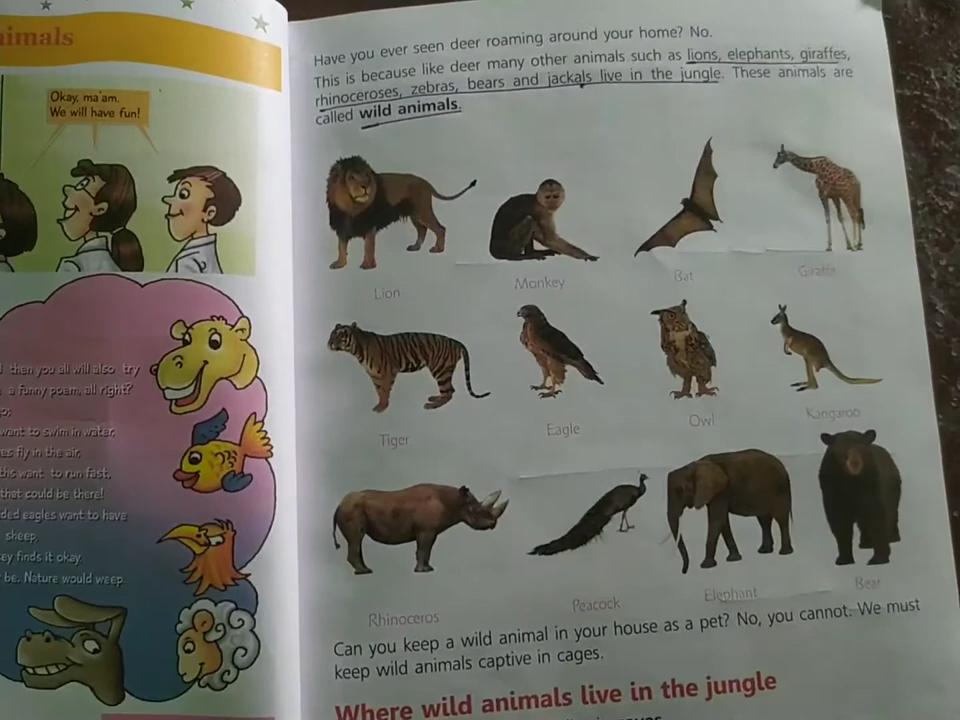 imals
Okay, ma'am.
We will have fun!
then you all will also try
a funny poem, all right?
want to swim in water,
es fly in the air,
want to run fast,
that could be there!
ded eagles want to have
sheep,
ey finds it okay.
be. Nature would weep
Have you ever seen deer roaming around your home? No.
This is because like deer many other animals such as lions, elephants, giraffes,
rhinoceroses, zebras, bears and jackals live in the jungle. These animals are
called wild animals.
Lion
Monkey
Bat
Giraffe
Tiger
Eagle
Owl
Kangaroo
Rhinoceros
Peacock
Elephant
Bear
Can you keep a wild animal in your house as a pet? No, you cannot. We must
keep wild animals captive in cages.
Where wild animals live in the jungle